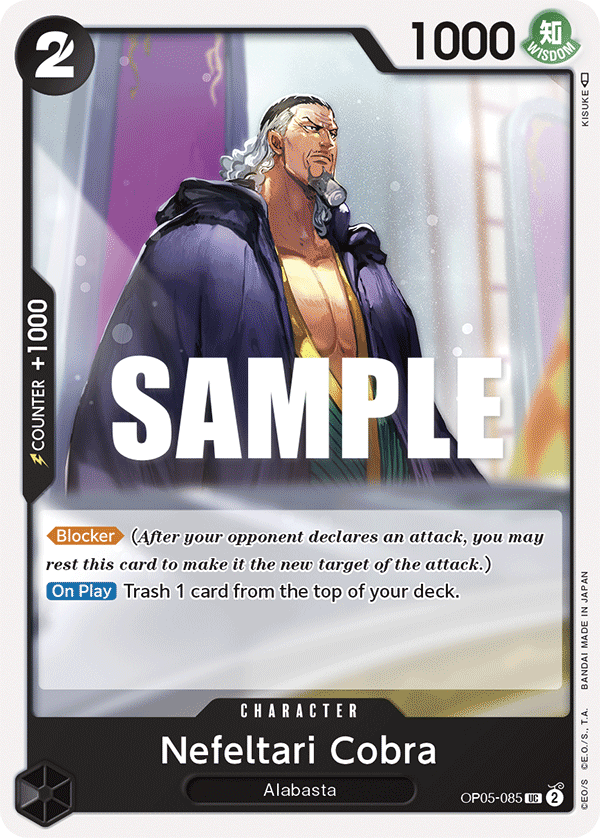 2
1000
知
WISDOM
KISUKE
COUNTER +1000
SAMPLE
Blocker (After your opponent declares an attack, you may
rest this card to make it the new target of the attack.)
On Play Trash 1 card from the top of your deck.
CHARACTER
Nefeltari Cobra
Alabasta
OP05-085 UC 2
©EO/S ©E.O./S., T.A. BANDAI MADE IN JAPAN